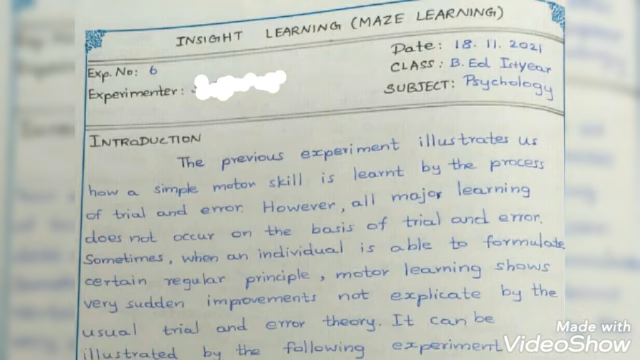 INSIGHT LEARNING (MAZE LEARNING)
Exp. No: 6
Date: 18.11.2021
Experimenter:
CLASS: B.Ed Istyear
SUBJECT: Psychology
INTRODUCTION
The previous experiment illustrates us
how a simple motor skill is learnt by the process
of trial and error. However, all major learning
does not occur on the basis of trial and error.
Sometimes, when an individual is able to formulate
certain regular principle, motor learning shows
very sudden improvements not explicate by the
usual trial and error theory. It can be
illustrated by the following experiment
Made with
VideoShow